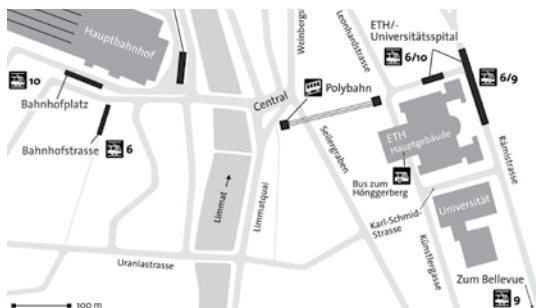 Hauptbahnhof
10
Bahnhofplatz
Bahnhofstrasse
6
Central
Limmat
Limmatquai
Uraniastrasse
100 m
Weinberg
Leonhardstrasse
ETH/-
Universitätsspital
6/10
6/9
Polybahn
Seilergraben
ETH
Hauptgebäude
Bus zum
Hönggerberg
Rämistrasse
Karl-Schmid-
Strasse
Universität
Künstlergasse
Zum Bellevue
9